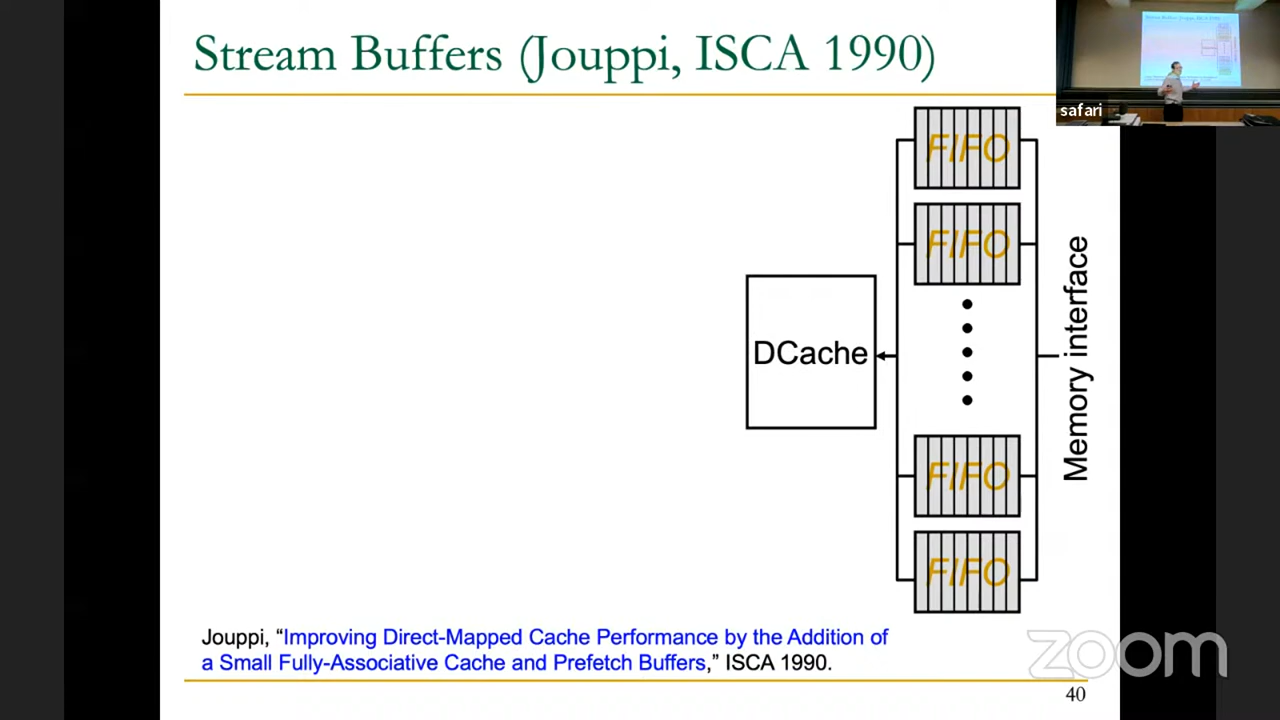 Stream Buffers (Jouppi, ISCA 1990)
safari
FIFO
FIFO
DCache
Memory interface
FIFO
FIFO
Jouppi, “Improving Direct-Mapped Cache Performance by the Addition of
a Small Fully-Associative Cache and Prefetch Buffers,” ISCA 1990.
zoom
40